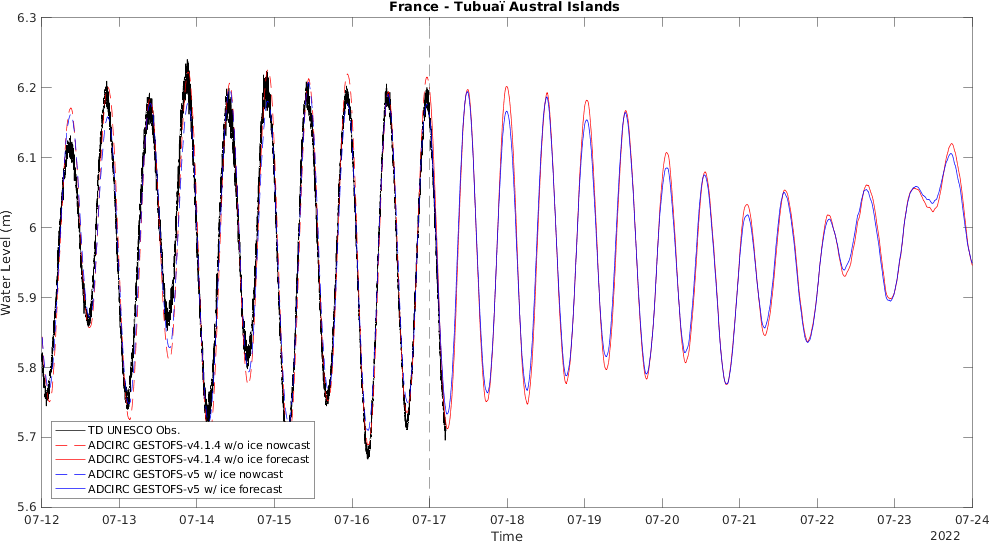 France - Tubuaï Austral Islands
Water Level (m)
6.3
6.2
6.1
6
5.9
5.8
5.7
5.6
TD UNESCO Obs.
ADCIRC GESTOFS-v4.1.4 w/o ice nowcast
ADCIRC GESTOFS-v4.1.4 w/o ice forecast
ADCIRC GESTOFS-v5 w/ ice nowcast
ADCIRC GESTOFS-v5 w/ ice forecast
07-12 07-13 07-14 07-15 07-16 07-17 07-18 07-19 07-20 07-21 07-22 07-23 07-24
Time
2022